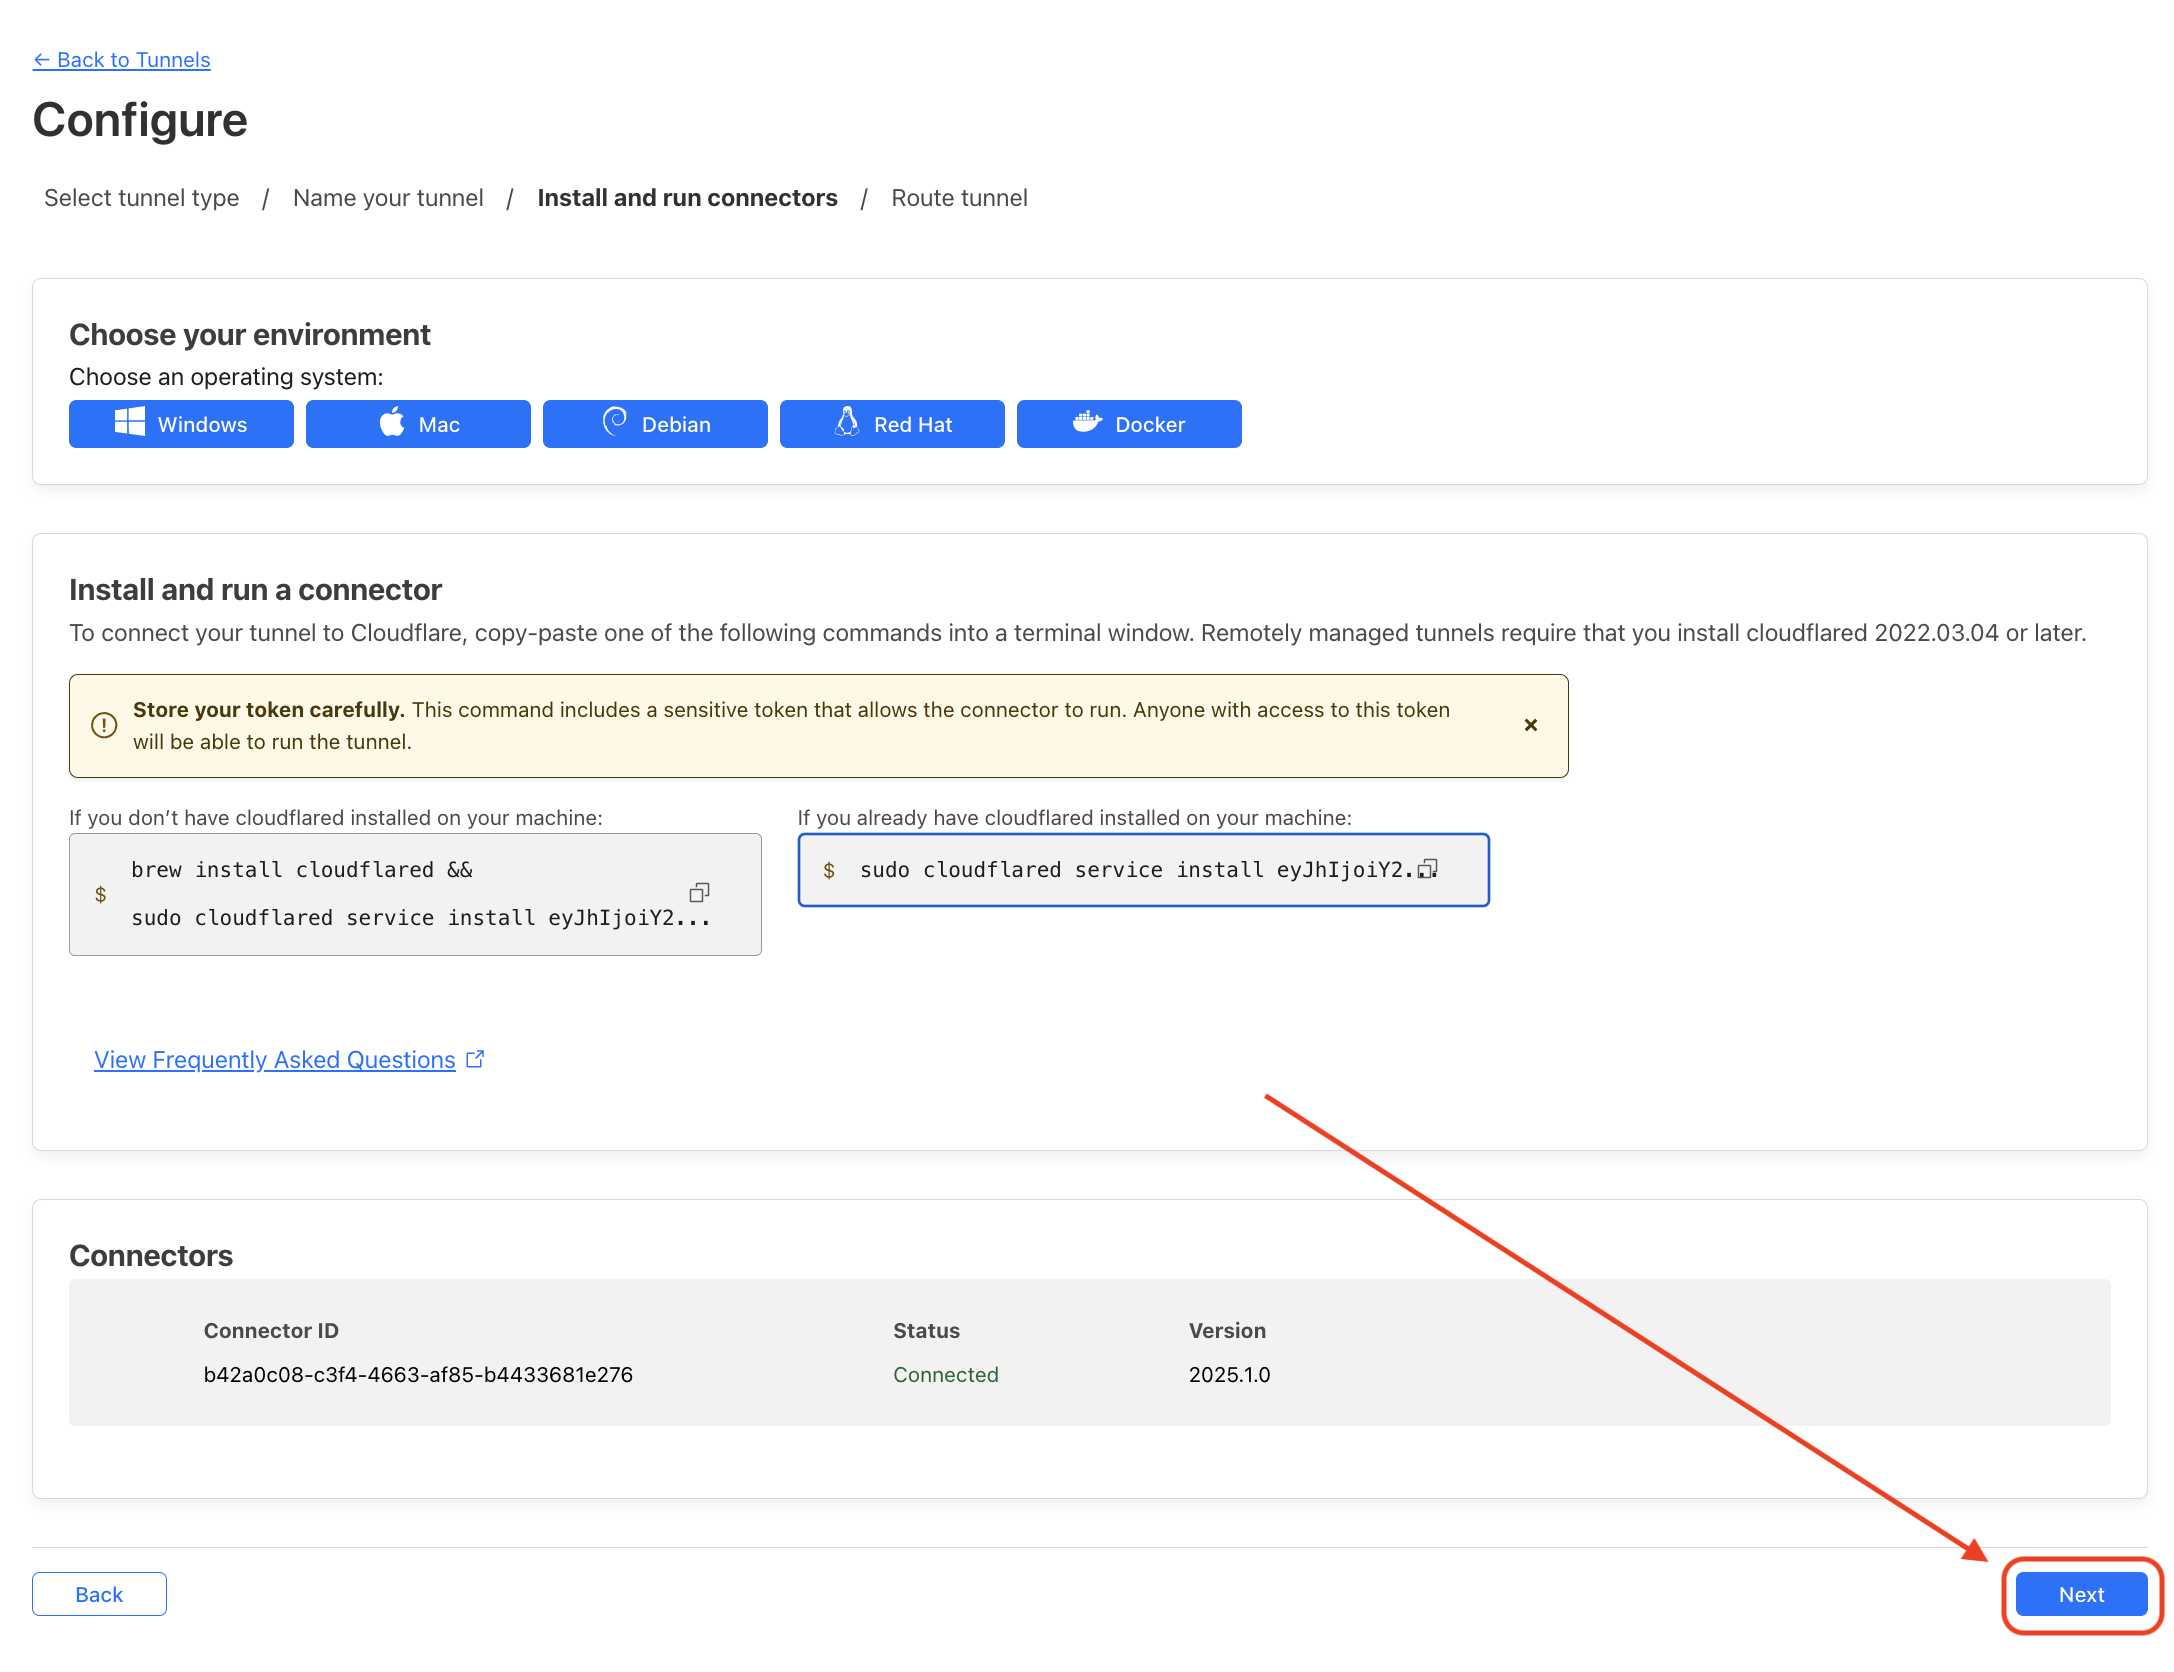 ← Back to Tunnels
Configure
Select tunnel type / Name your tunnel / Install and run connectors / Route tunnel
Choose your environment
Choose an operating system:
Windows Mac Debian Red Hat Docker
Install and run a connector
To connect your tunnel to Cloudflare, copy-paste one of the following commands into a terminal window. Remotely managed tunnels require that you install cloudflared 2022.03.04 or later.
Store your token carefully. This command includes a sensitive token that allows the connector to run. Anyone with access to this token
will be able to run the tunnel.
If you don’t have cloudflared installed on your machine:
$ brew install cloudflared &&
sudo cloudflared service install eyJhIjoiY2...
If you already have cloudflared installed on your machine:
$ sudo cloudflared service install eyJhIjoiY2...
View Frequently Asked Questions
Connectors
Connector ID Status Version
b42a0c08-c3f4-4663-af85-b4433681e276 Connected 2025.1.0
Back Next